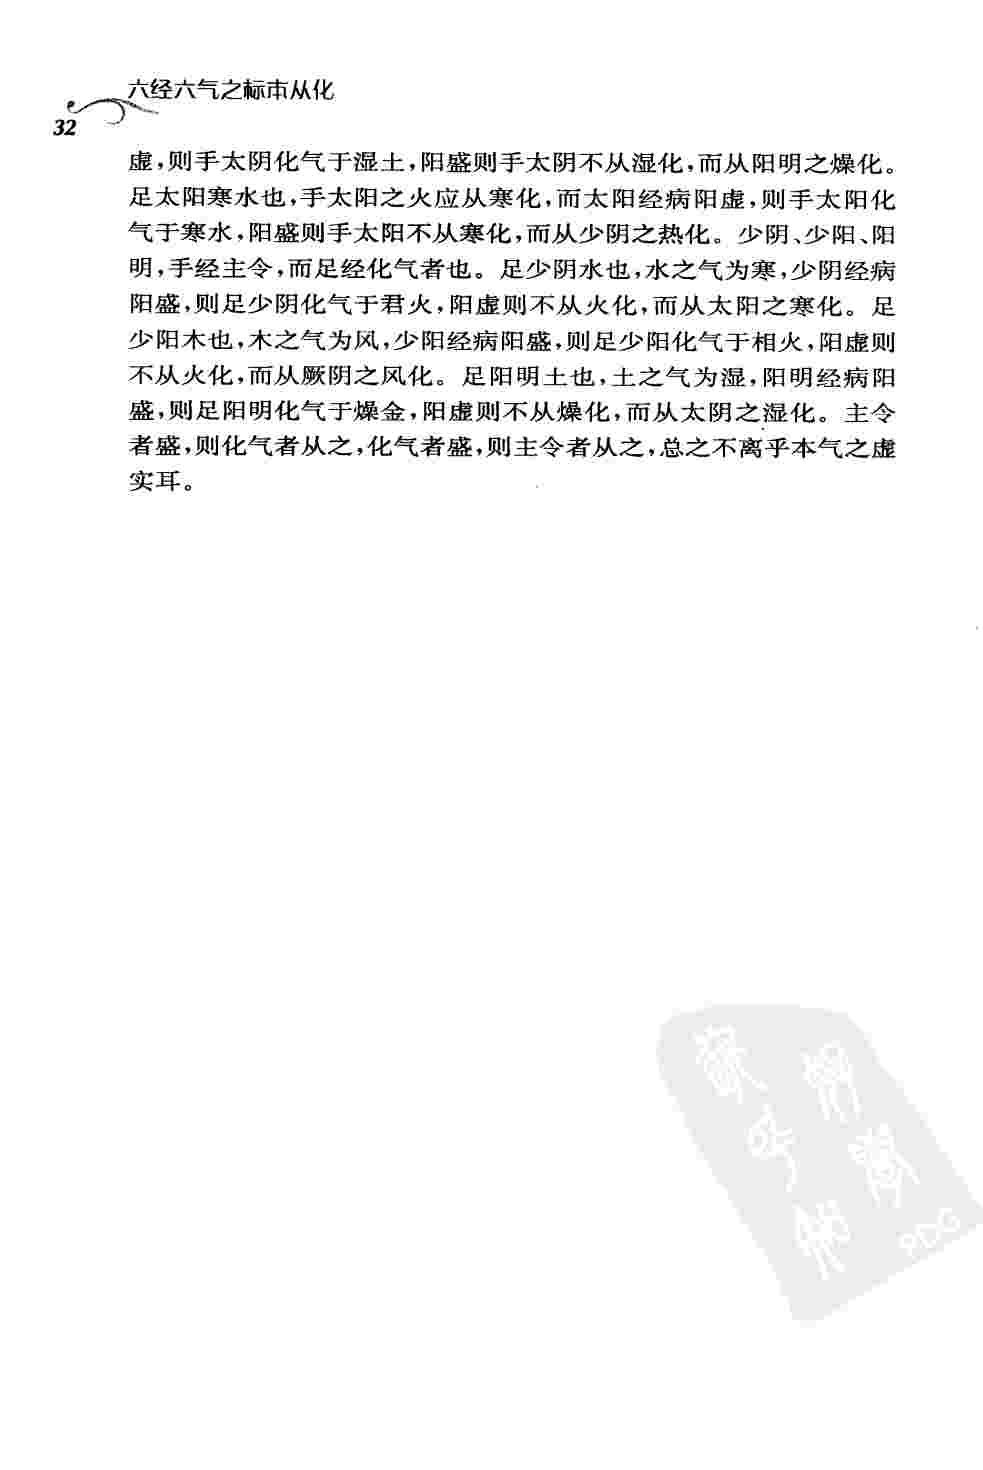 六经六气之标本从化
32
虚，则手太阴化气于湿土，阳盛则手太阴不从湿化，而从阳明之燥化。
足太阳寒水也，手太阳之火应从寒化，而太阳经病阳虚，则手太阳化
气于寒水，阳盛则手太阳不从寒化，而从少阴之热化。少阴、少阳、阳
明，手经主令，而足经化气者也。足少阴水也，水之气为寒，少阴经病
阳盛，则足少阴化气于君火，阳虚则不从火化，而从太阳之寒化。足
少阳木也，木之气为风，少阳经病阳盛，则足少阳化气于相火，阳虚则
不从火化，而从厥阴之风化。足阳明土也，土之气为湿，阳明经病阳
盛，则足阳明化气于燥金，阳虚则不从燥化，而从太阴之湿化。主令
者盛，则化气者从之，化气者盛，则主令者从之，总之不离乎本气之虚
实耳。
PDG